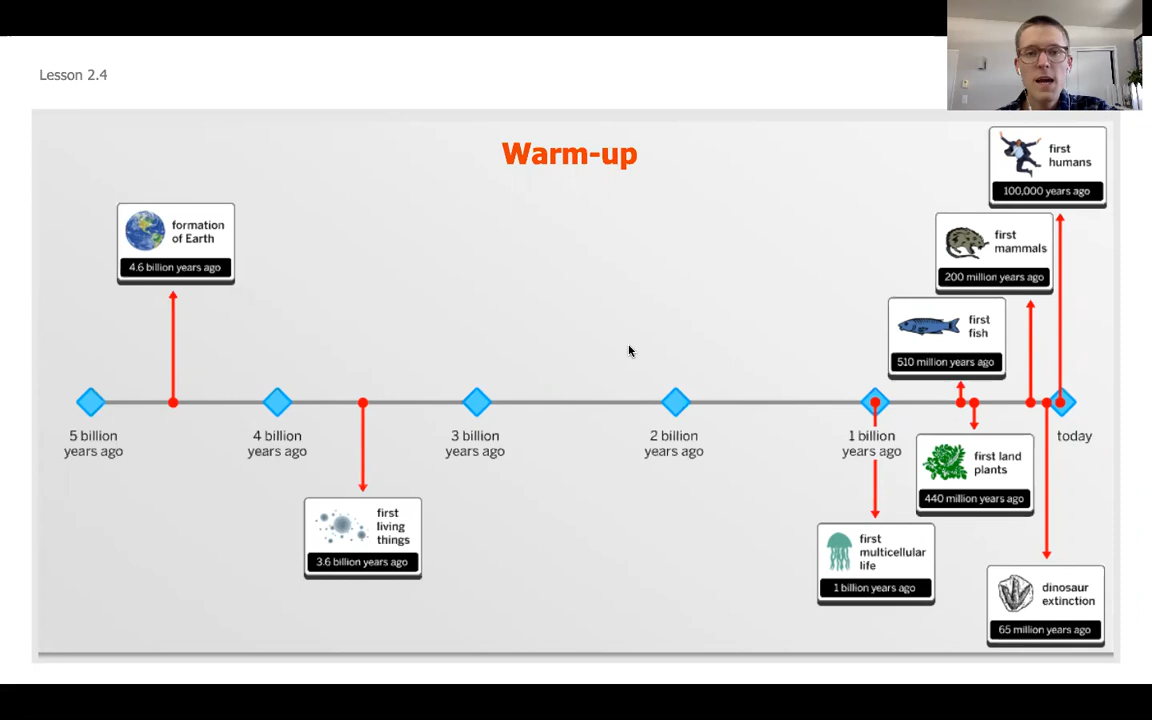 Lesson 2.4
Warm-up
first
humans
100,000 years ago
formation
of Earth
4.6 billion years ago
first
mammals
200 million years ago
first
fish
510 million years ago
5 billion
years ago
4 billion
years ago
3 billion
years ago
2 billion
years ago
1 billion
years ago
today
first land
plants
440 million years ago
first
living
things
3.6 billion years ago
first
multicellular
life
1 billion years ago
dinosaur
extinction
65 million years ago